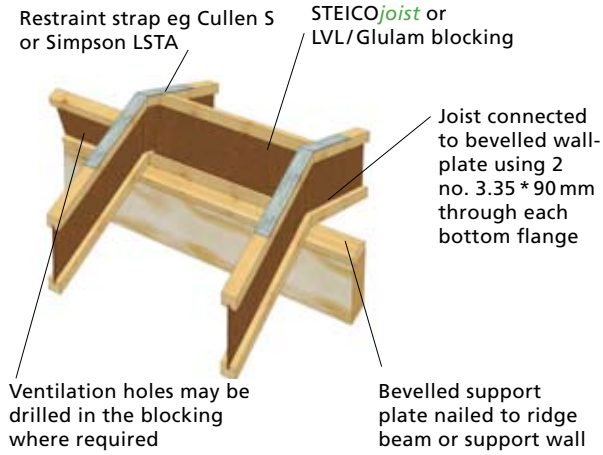 Restraint strap eg Cullen S
or Simpson LSTA
STEICOjoist or
LVL/Glulam blocking
Joist connected
to bevelled wall-
plate using 2
no. 3.35 * 90 mm
through each
bottom flange
Ventilation holes may be
drilled in the blocking
where required
Bevelled support
plate nailed to ridge
beam or support wall